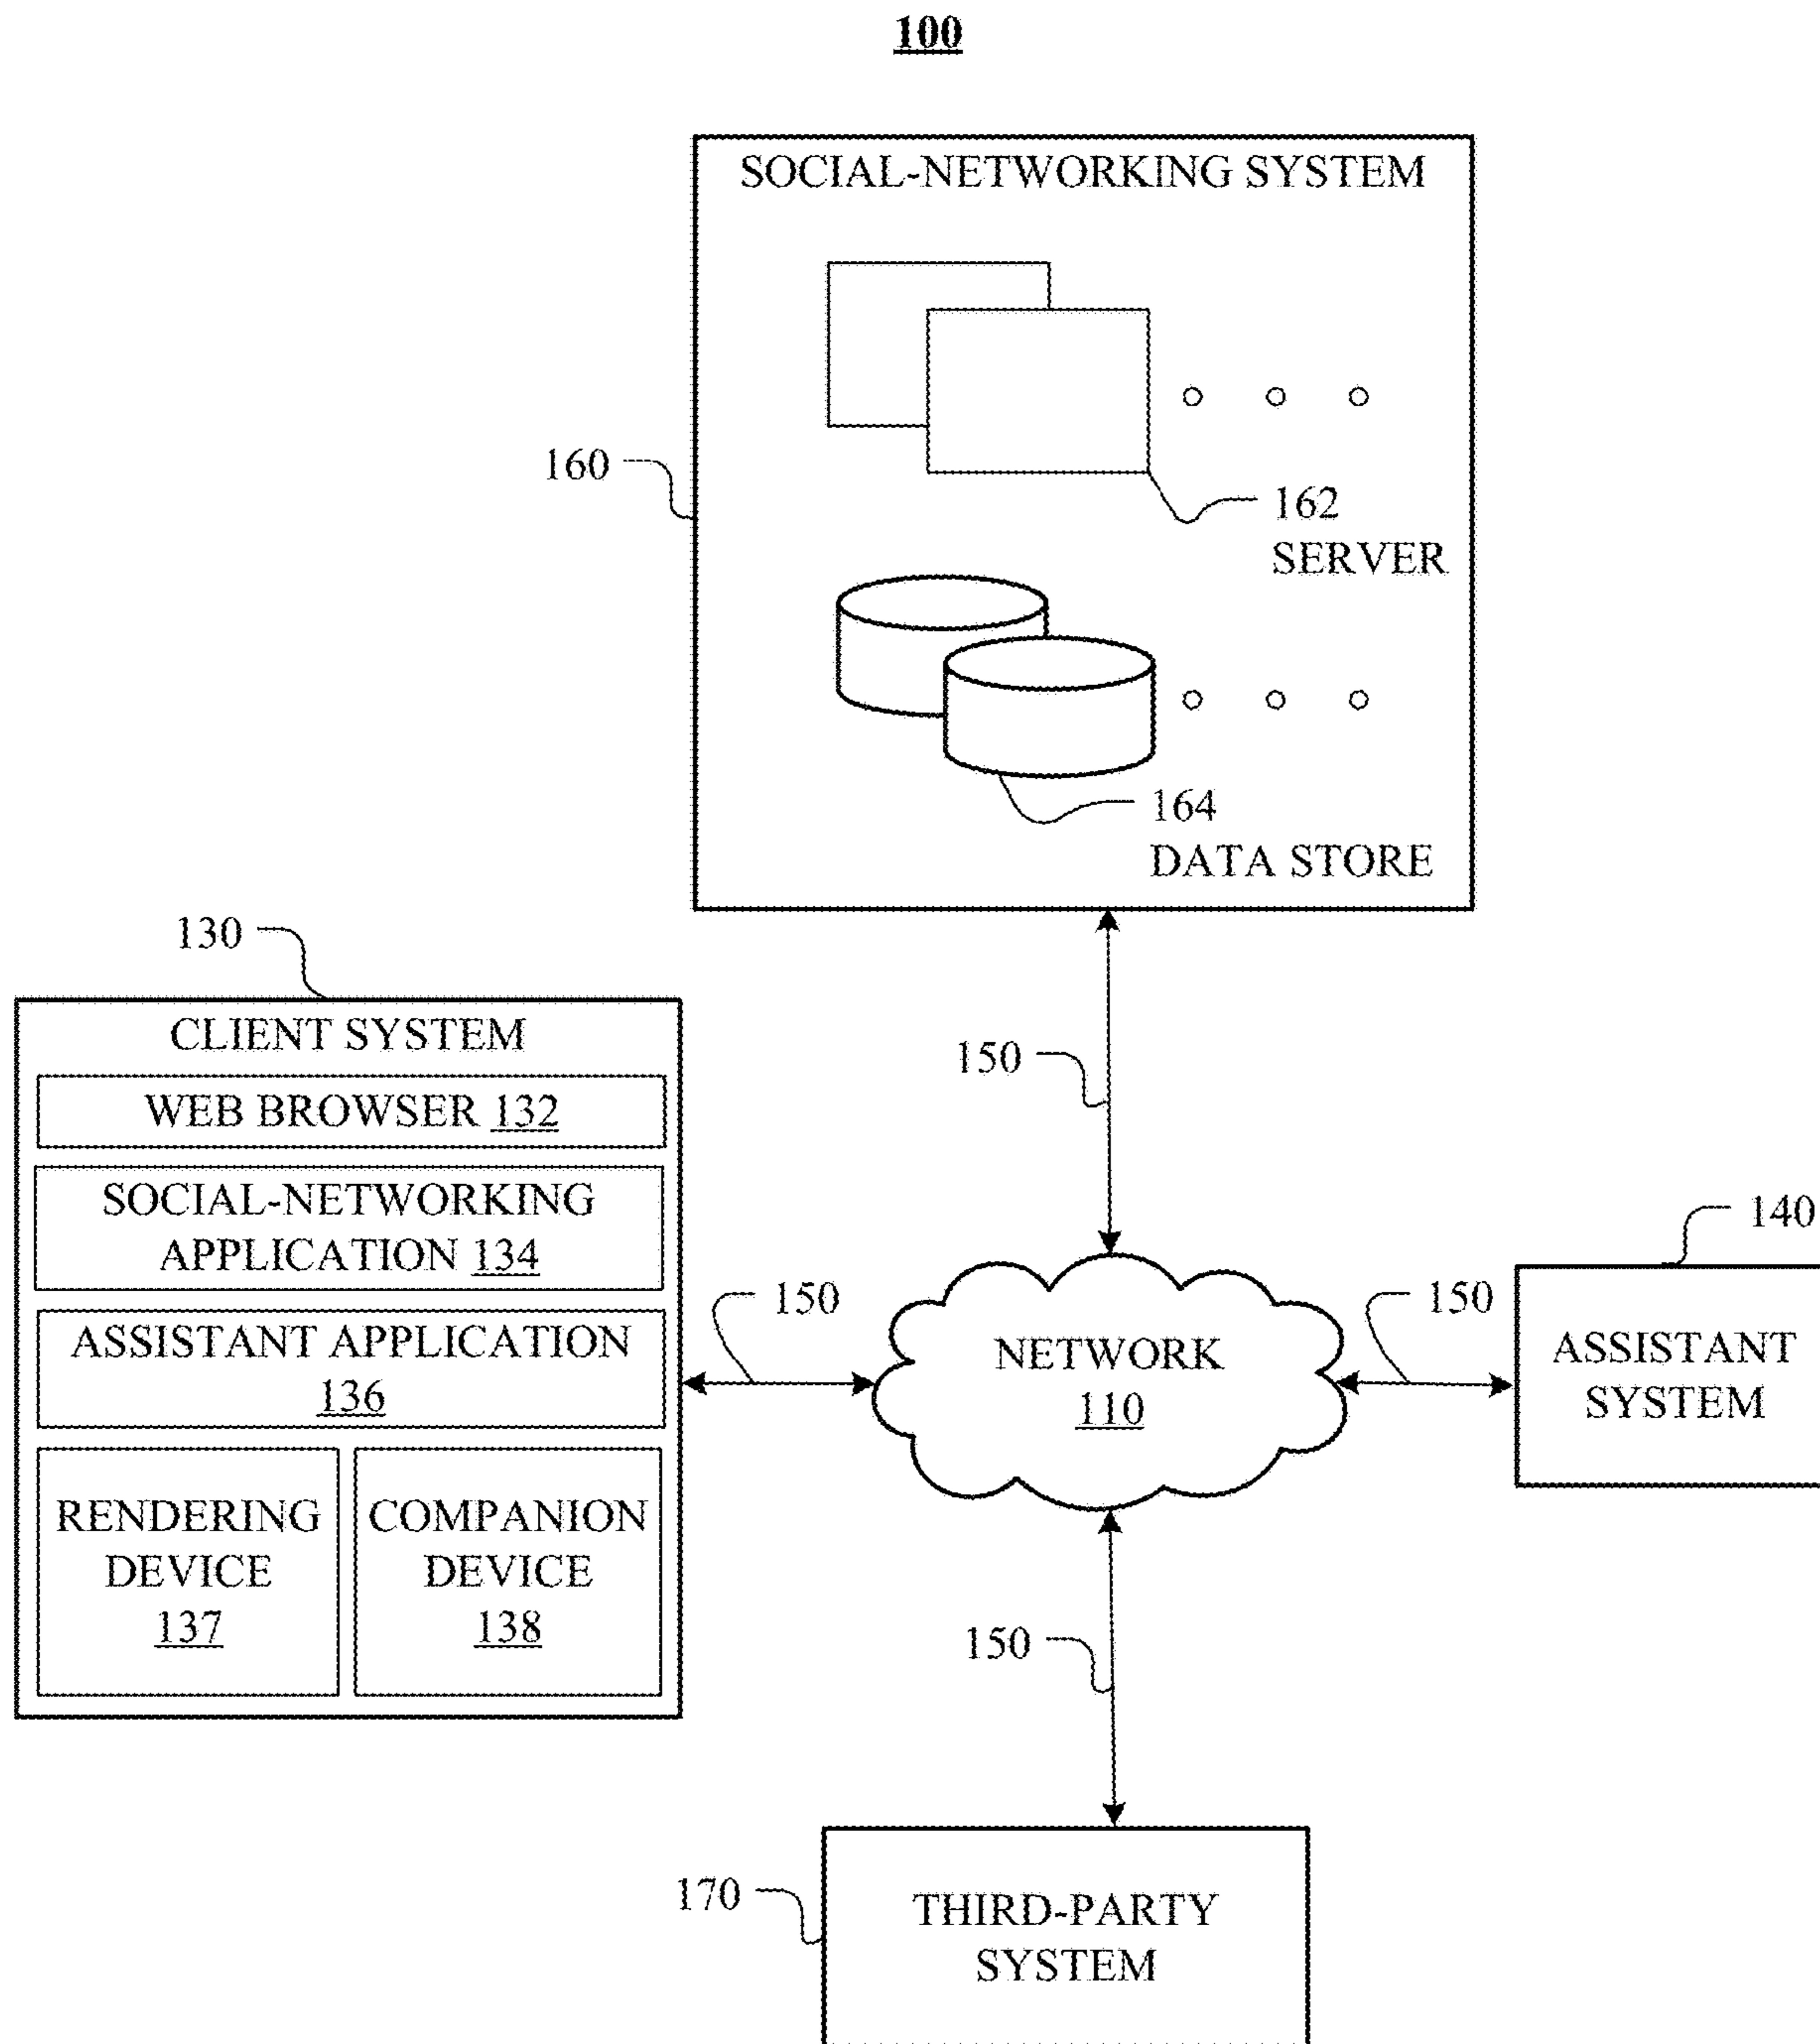 100
SOCIAL-NETWORKING SYSTEM
160
162
SERVER
164
DATA STORE
130
CLIENT SYSTEM
WEB BROWSER 132
SOCIAL-NETWORKING
APPLICATION 134
ASSISTANT APPLICATION
136
RENDERING
DEVICE
137
COMPANION
DEVICE
138
150
150
NETWORK
110
150
140
ASSISTANT
SYSTEM
150
170
THIRD-PARTY
SYSTEM